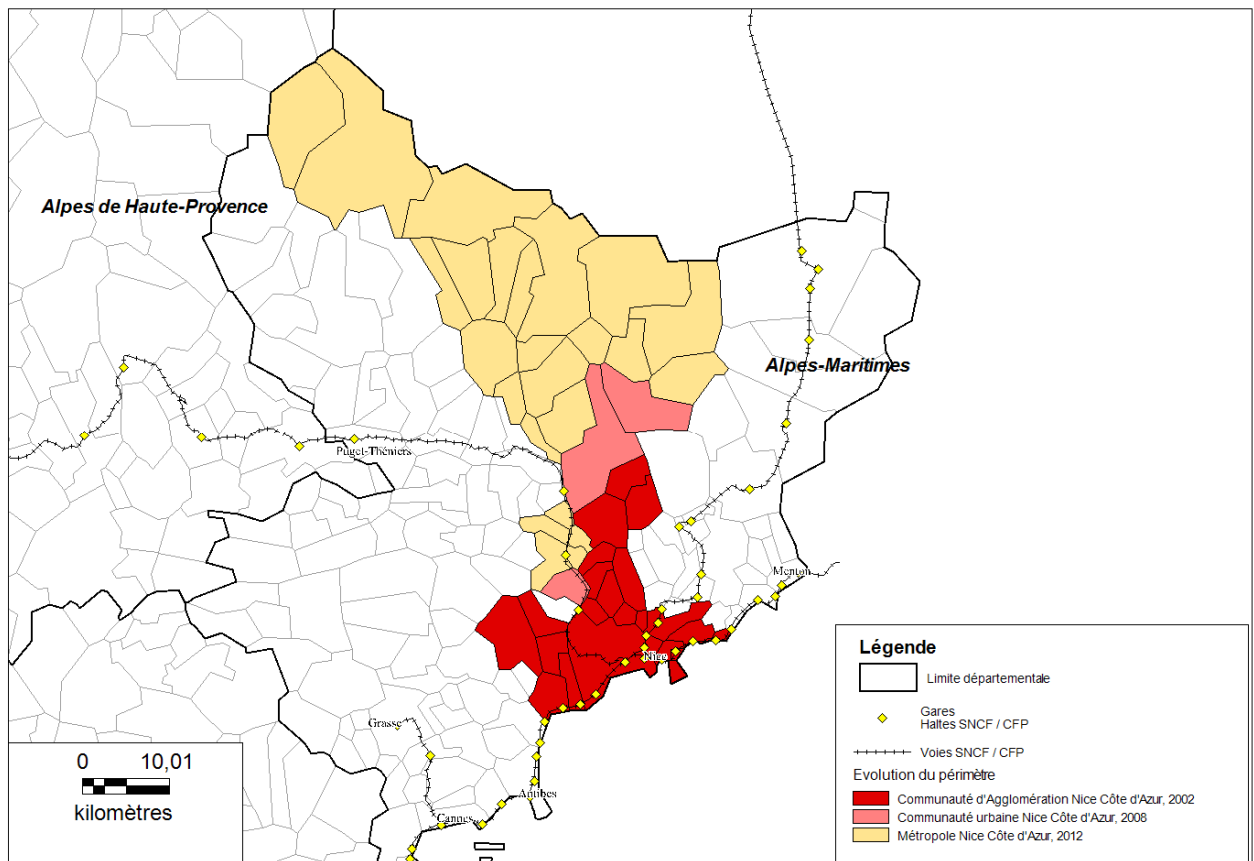 Alpes de Haute-Provence
Alpes-Maritimes
Puget-Théniers
Menton
Nice
Grasse
Antibes
Cannes
0 10,01
kilomètres
Légende
Limite départementale
Gares
Haltes SNCF / CFP
Voies SNCF / CFP
Evolution du périmètre
Communauté d'Agglomération Nice Côte d'Azur, 2002
Communauté urbaine Nice Côte d'Azur, 2008
Métropole Nice Côte d'Azur, 2012